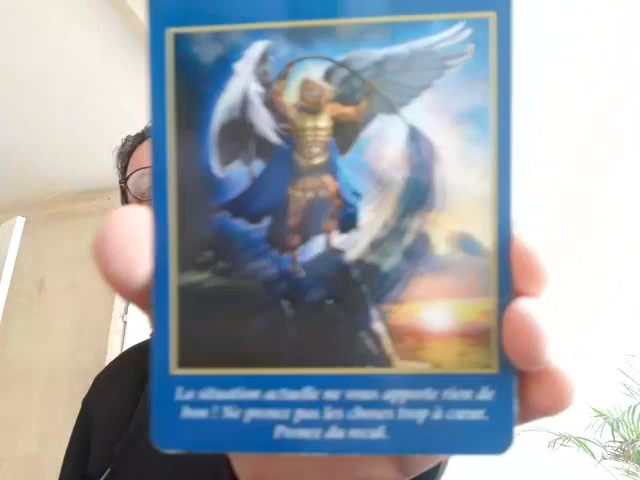 La situation actuelle ne vous apporte rien de
bon ! Ne prenez pas les choses trop à cœur.
Prenez du recul.